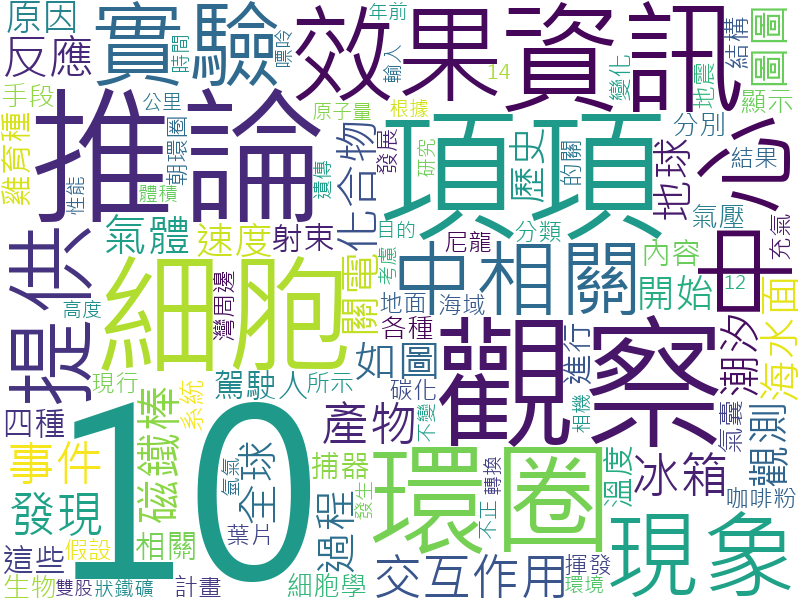 原因
年前
反應
時間
實驗
嘌呤
效果
輸入
資訊
14
變化
地震
結構
圖圖
顯示
手段
公里
原子量
根據
雞育種
推論
朝環圈
體積
性能
遺傳
化合物
發展
研究
項項
歷史
的關
分別
地球
中心
結果
氣壓
充氣
提供
氣體
速度
射束
關電
目的
考慮
尼龍
分類
中相關
內容
開始
12
潮汐
海水面
高度
細胞
灣周邊
地面
海域
各種
進行
如圖
現行
系統
駕駛人
所示
碳化
不變
觀察
相機
氣囊
觀測
四種
10
磁鐵棒
產物
事件
全球
氫氣
捕器
環圈
轉換
不正
溫度
冰箱
咖啡粉
發現
相關
葉片
過程
發生
現象
這些
假設
生物
雙股
狀鐵礦
計畫
細胞學
交互作用
揮發
環境